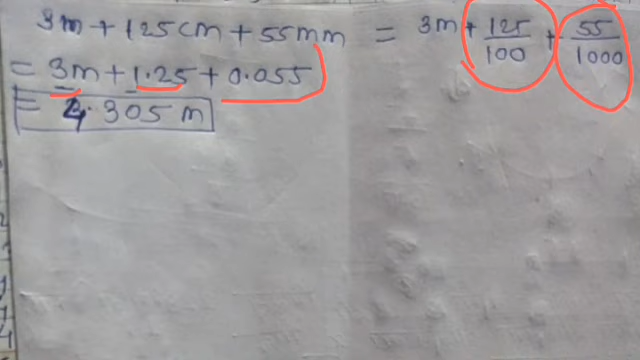 3m + 125cm + 55mm = 3m + 125/100 + 55/1000
= 3m + 1.25 + 0.055
= 4.305 m